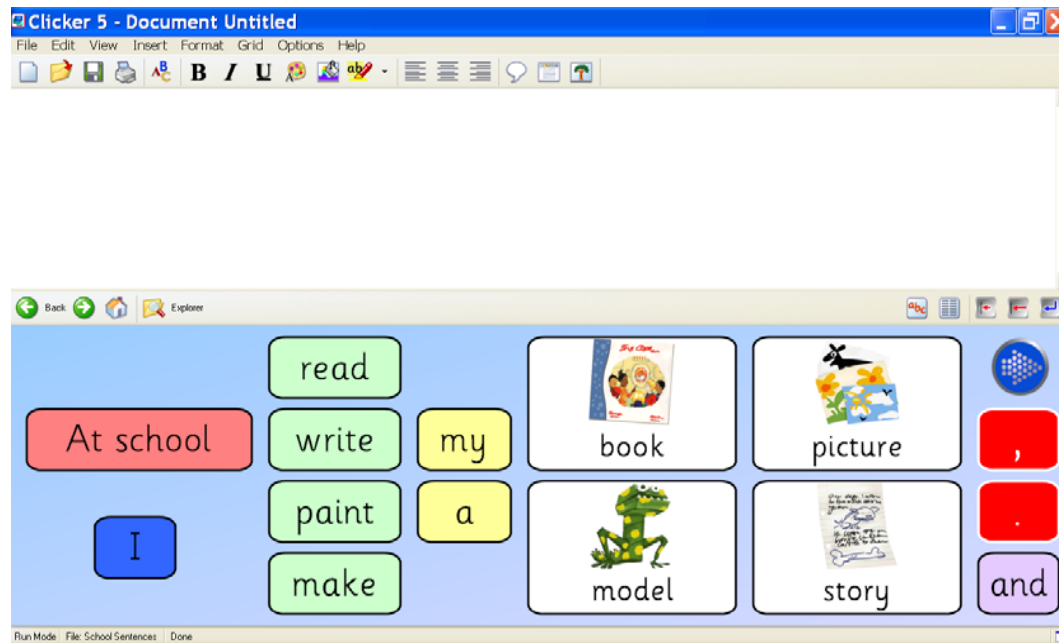 Clicker 5 - Document Untitled
File Edit View Insert Format Grid Options Help
B I U
Back Explorer
abc
read
At school write my book picture ,
I paint a .
make model story and
Run Mode File: School Sentences Done